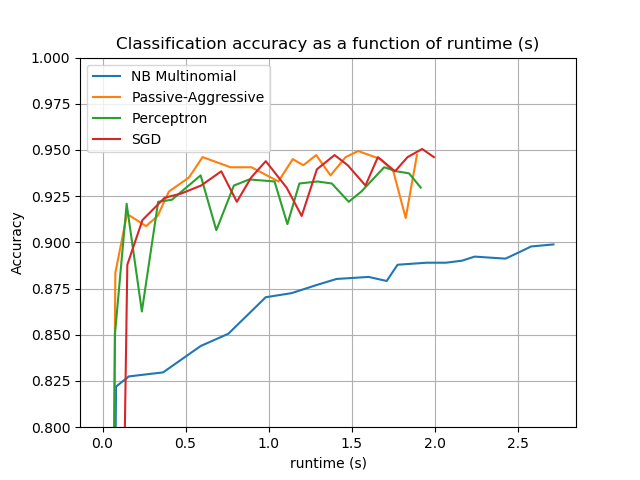 Classification accuracy as a function of runtime (s)
NB Multinomial
Passive-Aggressive
Perceptron
SGD
1.000
0.975
0.950
0.925
0.900
0.875
0.850
0.825
0.800
Accuracy
0.0 0.5 1.0 1.5 2.0 2.5
runtime (s)